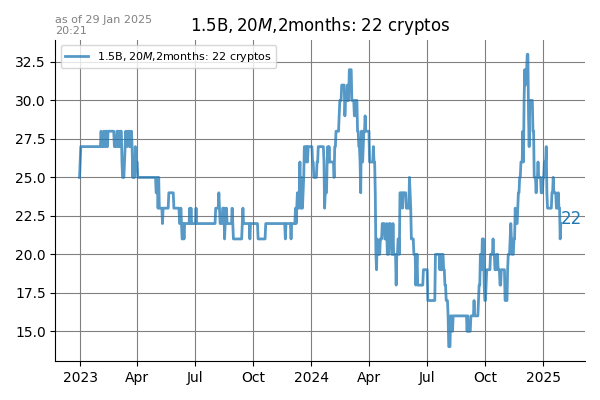 as of 29 Jan 2025
20:21
1.5B, 20M,2months: 22 cryptos
1.5B, 20M,2months: 22 cryptos
32.5
30.0
27.5
25.0
22.5
20.0
17.5
15.0
22
2023 Apr Jul Oct 2024 Apr Jul Oct 2025